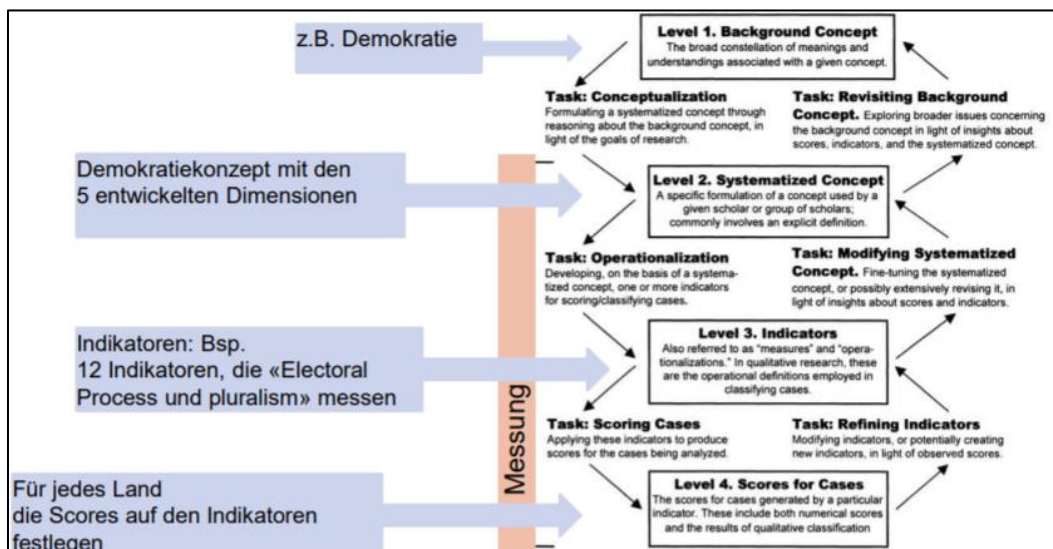 z.B. Demokratie
Level 1. Background Concept
The broad constellation of meanings and
understandings associated with a given concept.
Task: Conceptualization
Formulating a systematized concept through
reasoning about the background concept, in
light of the goals of research.
Task: Revisiting Background
Concept. Exploring broader issues concerning
the background concept in light of insights about
scores, indicators, and the systematized concept.
Demokratiekonzept mit den
5 entwickelten Dimensionen
Level 2. Systematized Concept
A specific formulation of a concept used by a
given scholar or group of scholars;
commonly involves an explicit definition.
Task: Operationalization
Developing, on the basis of a systema-
tized concept, one or more indicators
for scoring/classifying cases.
Task: Modifying Systematized
Concept. Fine-tuning the systematized
concept, or possibly extensively revising it, in
light of insights about scores and indicators.
Indikatoren: Bsp.
12 Indikatoren, die «Electoral
Process und pluralism» messen
Level 3. Indicators
Also referred to as “measures” and “opera-
tionalizations.” In qualitative research, these
are the operational definitions employed in
classifying cases.
Messung
Task: Scoring Cases
Applying these indicators to produce
scores for the cases being analyzed.
Task: Refining Indicators
Modifying indicators, or potentially creating
new indicators, in light of observed scores.
Für jedes Land
die Scores auf den Indikatoren
festlegen
Level 4. Scores for Cases
The scores for cases generated by a particular
indicator. These include both numerical scores
and the results of qualitative classification